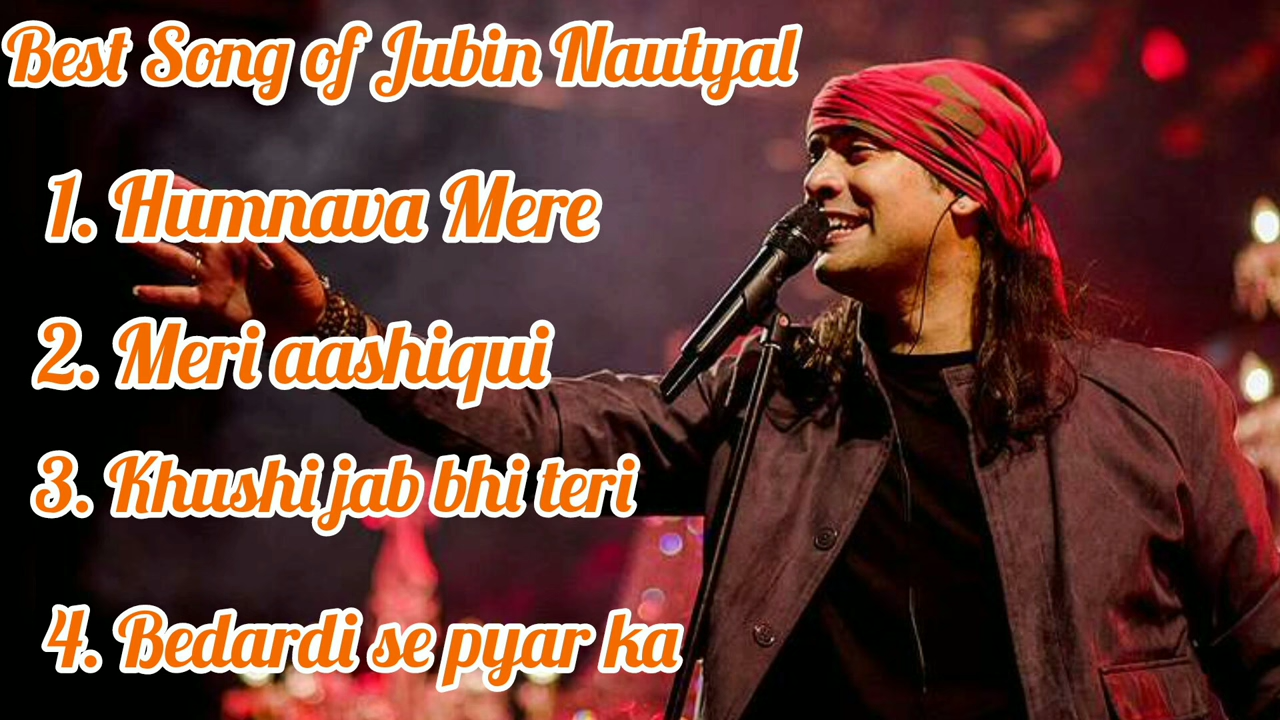 Best Song of Jubin Nautyal
1. Humnava Mere
2. Meri aashiqui
3. Khushi jab bhi teri
4. Bedardi se pyar ka